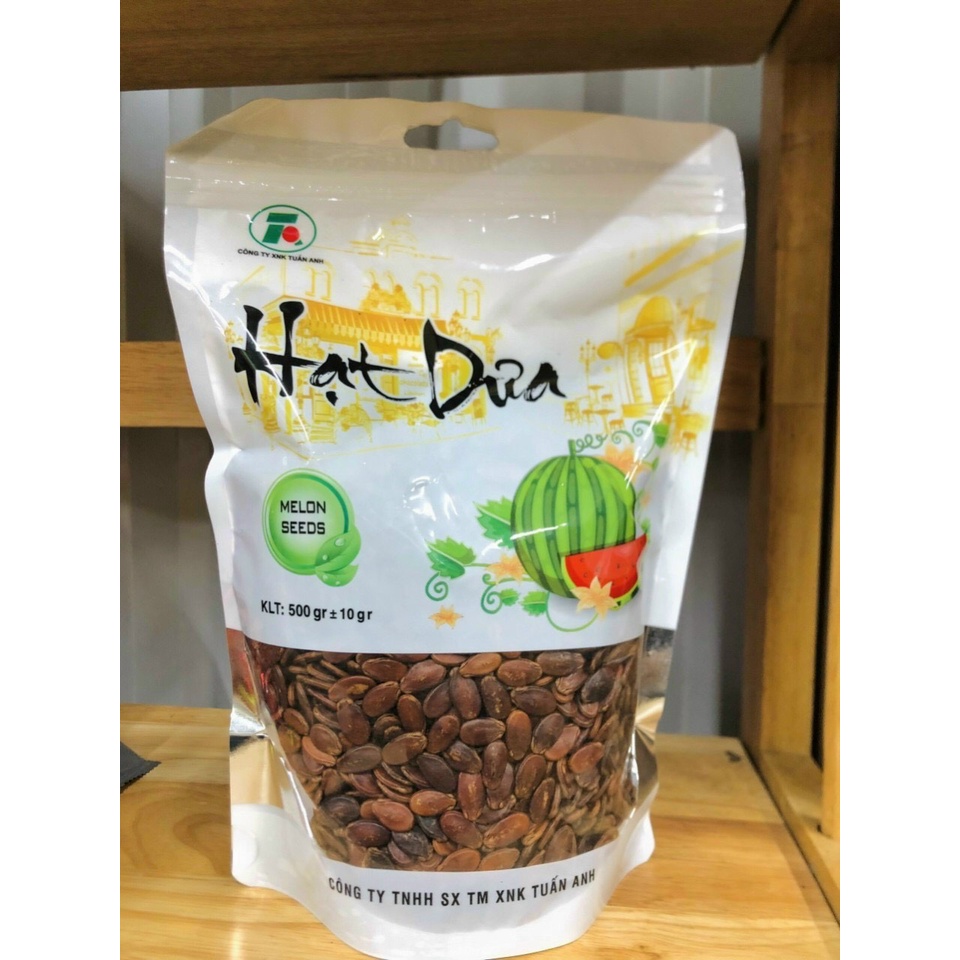 CÔNG TY XNK TUẤN ANH
Hạt Dưa
MELON
SEEDS
KLT: 500 gr ± 10 gr
CÔNG TY TNHH SX TM XNK TUẤN ANH